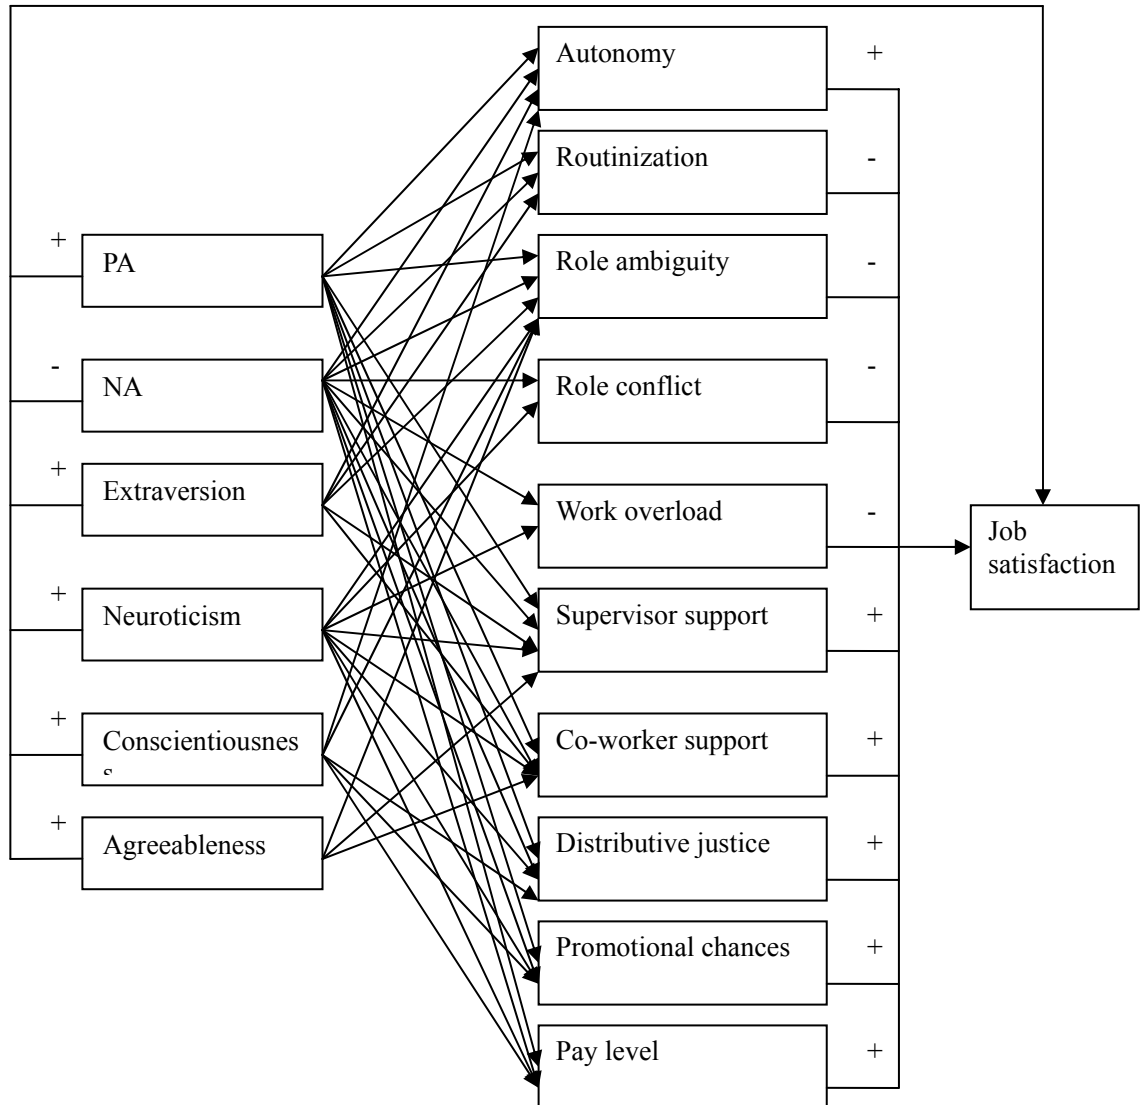 PA
NA
Extraversion
Neuroticism
Conscientiousnes
s
Agreeableness
+
-
+
+
+
+
Autonomy
Routinization
Role ambiguity
Role conflict
Work overload
Supervisor support
Co-worker support
Distributive justice
Promotional chances
Pay level
+
-
-
-
-
+
+
+
+
+
Job
satisfaction